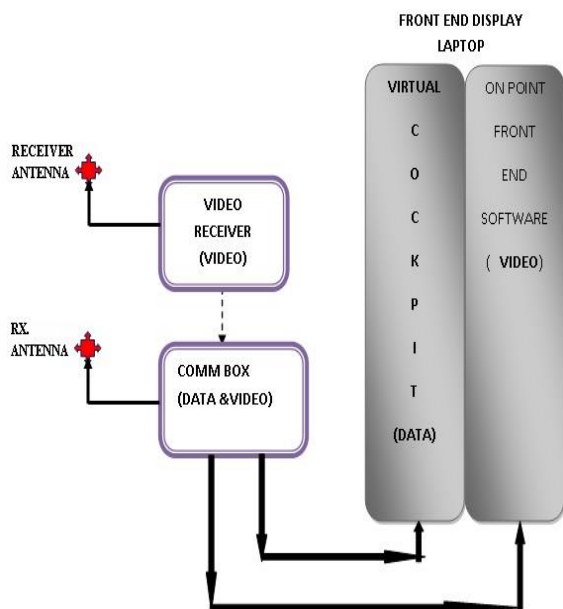 FRONT END DISPLAY
LAPTOP
VIRTUAL
C
O
C
K
P
I
T
(DATA)
ON POINT
FRONT
END
SOFTWARE
( VIDEO)
RECEIVER
ANTENNA
VIDEO
RECEIVER
(VIDEO)
RX.
ANTENNA
COMM BOX
(DATA &VIDEO)